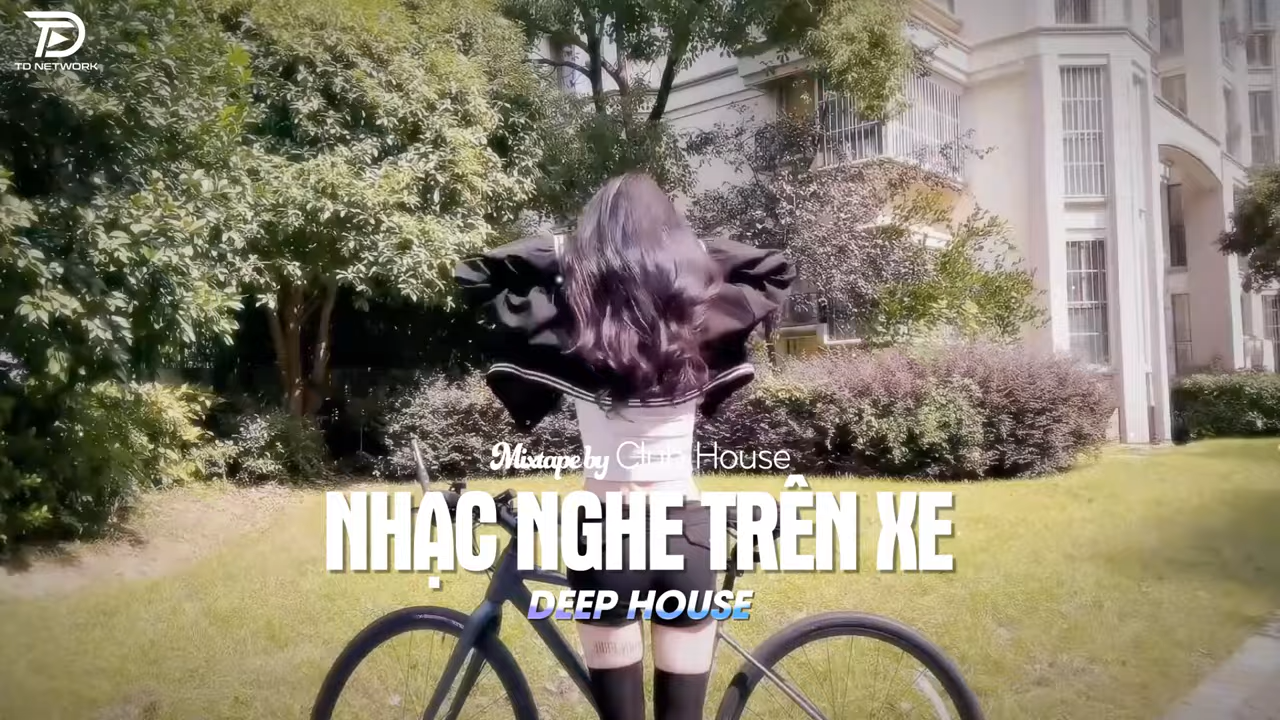 TD NETWORK
Mixtape by Club House
NHẠC NGHE TRÊN XE
DEEP HOUSE